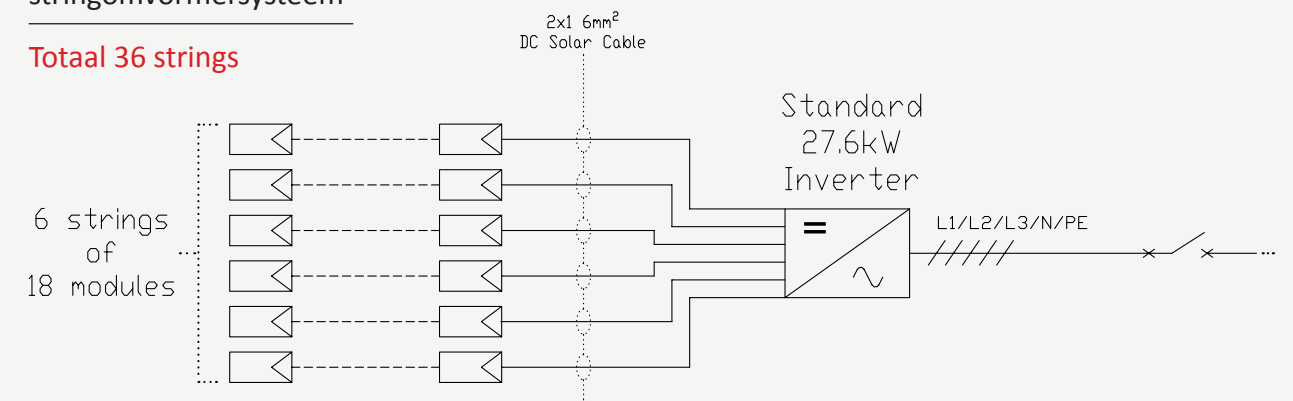 stringomvormersysteem
Totaal 36 strings
2x1 6mm²
DC Solar Cable
Standard
27.6kW
Inverter
6 strings
of
18 modules
L1/L2/L3/N/PE